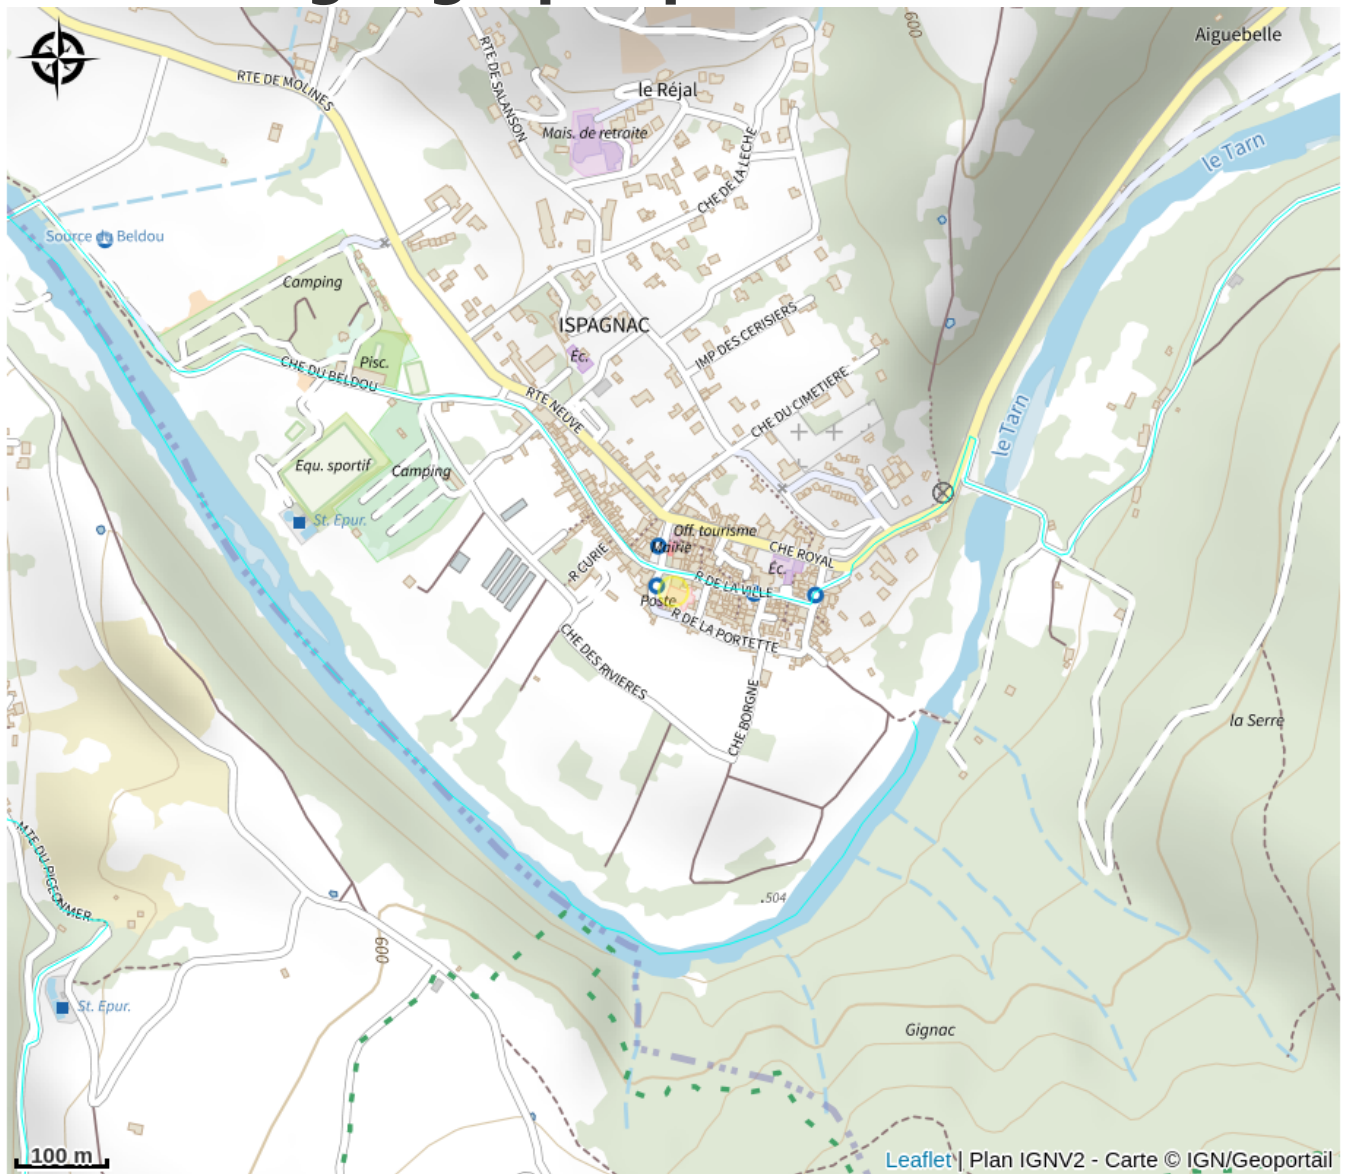 600
Aiguebelle
RTE DE MOLINES
RTE DE SALANSON
le Réjal
Mais. de retraite
CHE DE LA LECHE
le Tarn
Source du Beldou
Camping
ISPAGNAC
IMP DES CERISIERS
Éc.
Pisc.
CHE DU BELDOU
RTE NEUVE
CHE DU CIMETIERE
le Tarn
Equ. sportif
Camping
St. Epur.
Off. tourisme
Mairie
CHE ROYAL
R CURIE
Éc.
R DE LA VILLE
Poste
R DE LA PORTETTE
CHE DES RIVIERES
CHE BORGNE
la Serre
MTE DU PIGEONNIER
.504
600
St. Epur.
Gignac
100 m
Leaflet | Plan IGNV2 - Carte © IGN/Geoportail